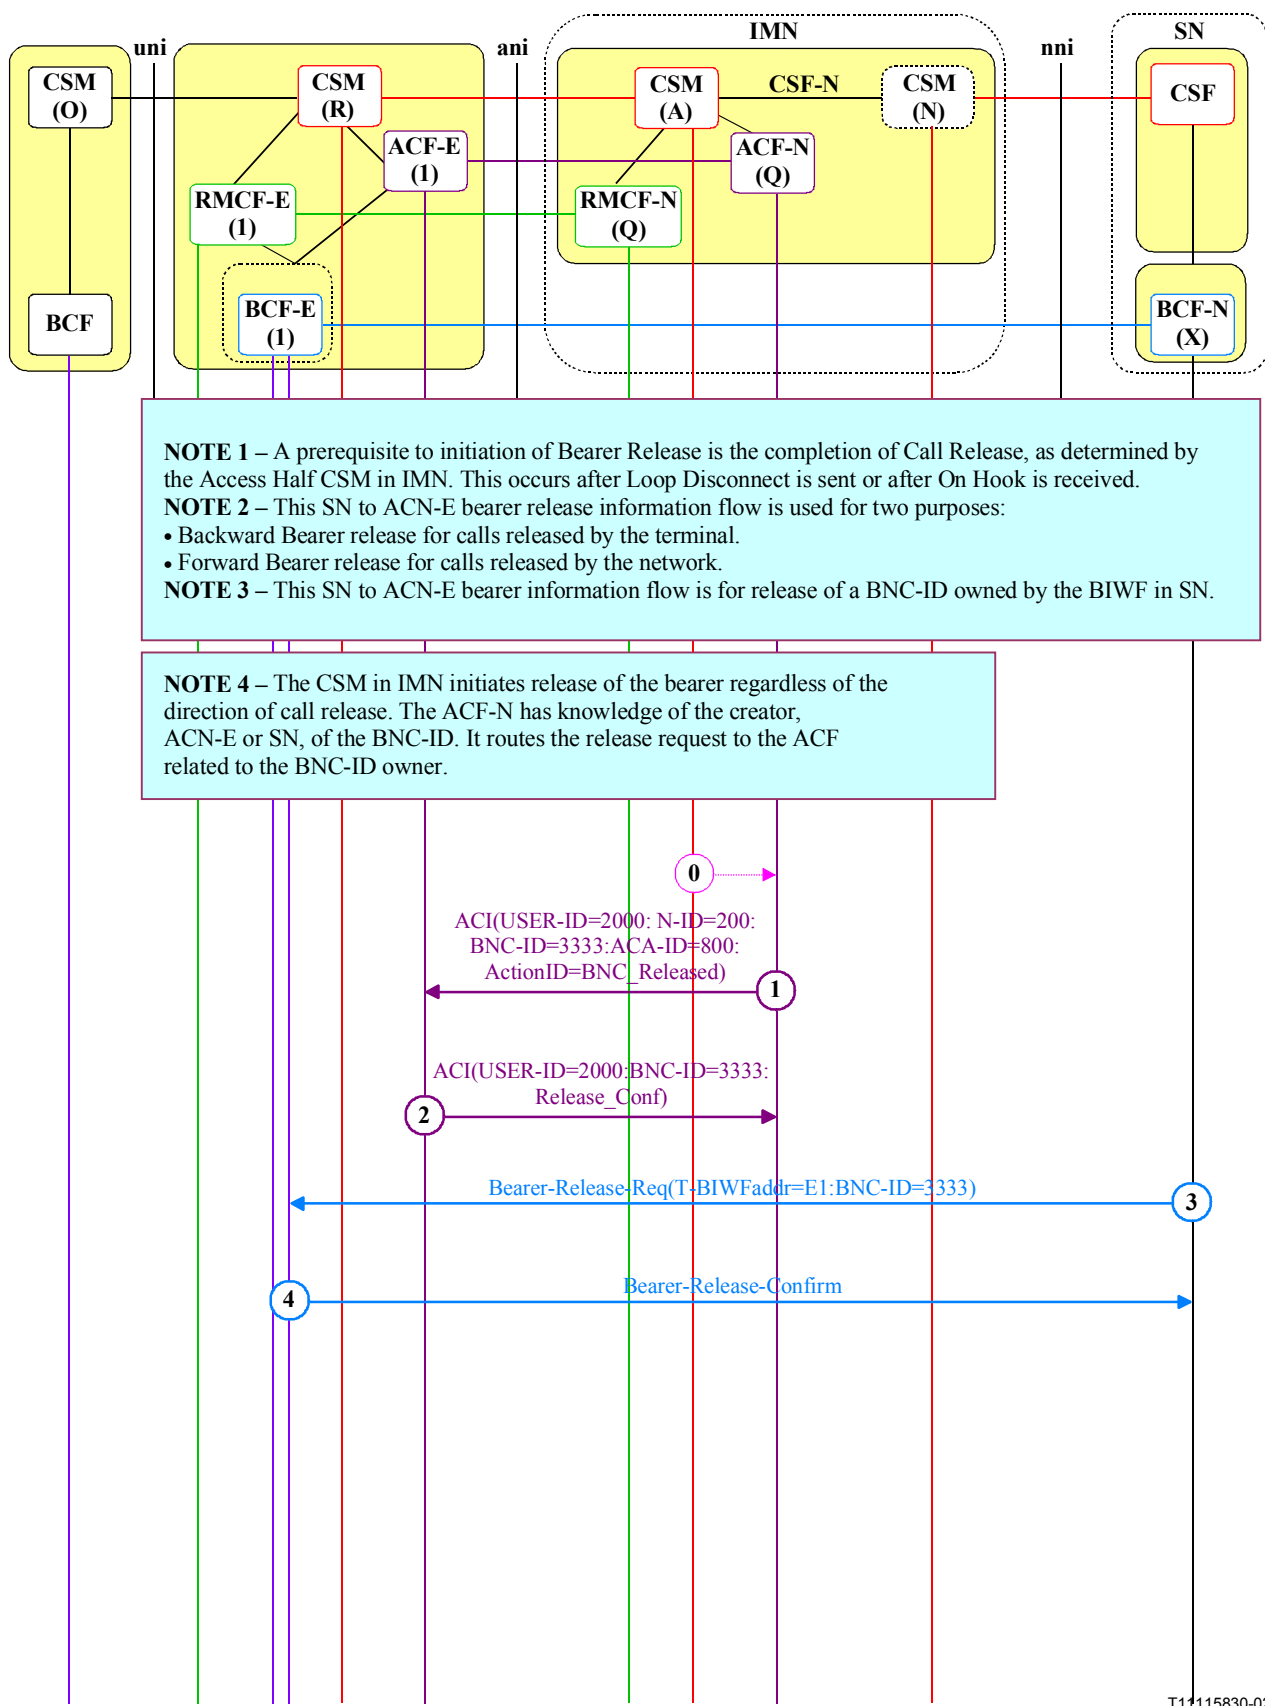 IMN
SN
uni
ani
nni
CSM
(O)
CSM
(R)
CSM
(A)
CSF-N
CSM
(N)
CSF
ACF-E
(1)
ACF-N
(Q)
RMCF-E
(1)
RMCF-N
(Q)
BCF
BCF-E
(1)
BCF-N
(X)
NOTE 1 – A prerequisite to initiation of Bearer Release is the completion of Call Release, as determined by
the Access Half CSM in IMN. This occurs after Loop Disconnect is sent or after On Hook is received.
NOTE 2 – This SN to ACN-E bearer release information flow is used for two purposes:
• Backward Bearer release for calls released by the terminal.
• Forward Bearer release for calls released by the network.
NOTE 3 – This SN to ACN-E bearer information flow is for release of a BNC-ID owned by the BIWF in SN.
NOTE 4 – The CSM in IMN initiates release of the bearer regardless of the
direction of call release. The ACF-N has knowledge of the creator,
ACN-E or SN, of the BNC-ID. It routes the release request to the ACF
related to the BNC-ID owner.
0
ACI(USER-ID=2000: N-ID=200:
BNC-ID=3333:ACA-ID=800:
ActionID=BNC_Released)
1
ACI(USER-ID=2000:BNC-ID=3333:
Release_Conf)
2
Bearer-Release-Req(T-BIWFaddr=E1:BNC-ID=3333)
3
Bearer-Release-Confirm
4